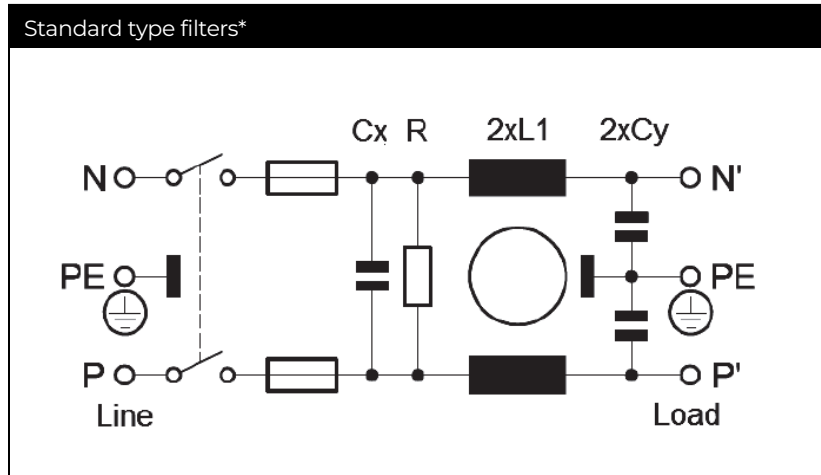 Standard type filters*
Cx R 2xL1 2xCy
N N'
PE PE
P P'
Line Load